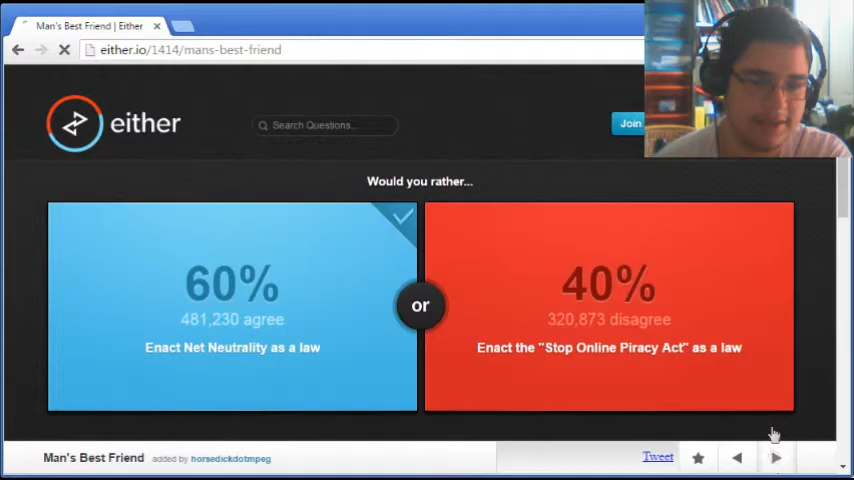 Man's Best Friend | Either
either.io/1414/mans-best-friend
either
Search Questions...
Join
Would you rather...
60%
481,230 agree
Enact Net Neutrality as a law
or
40%
320,873 disagree
Enact the "Stop Online Piracy Act" as a law
Man's Best Friend added by horsedickdotmpeg
Tweet